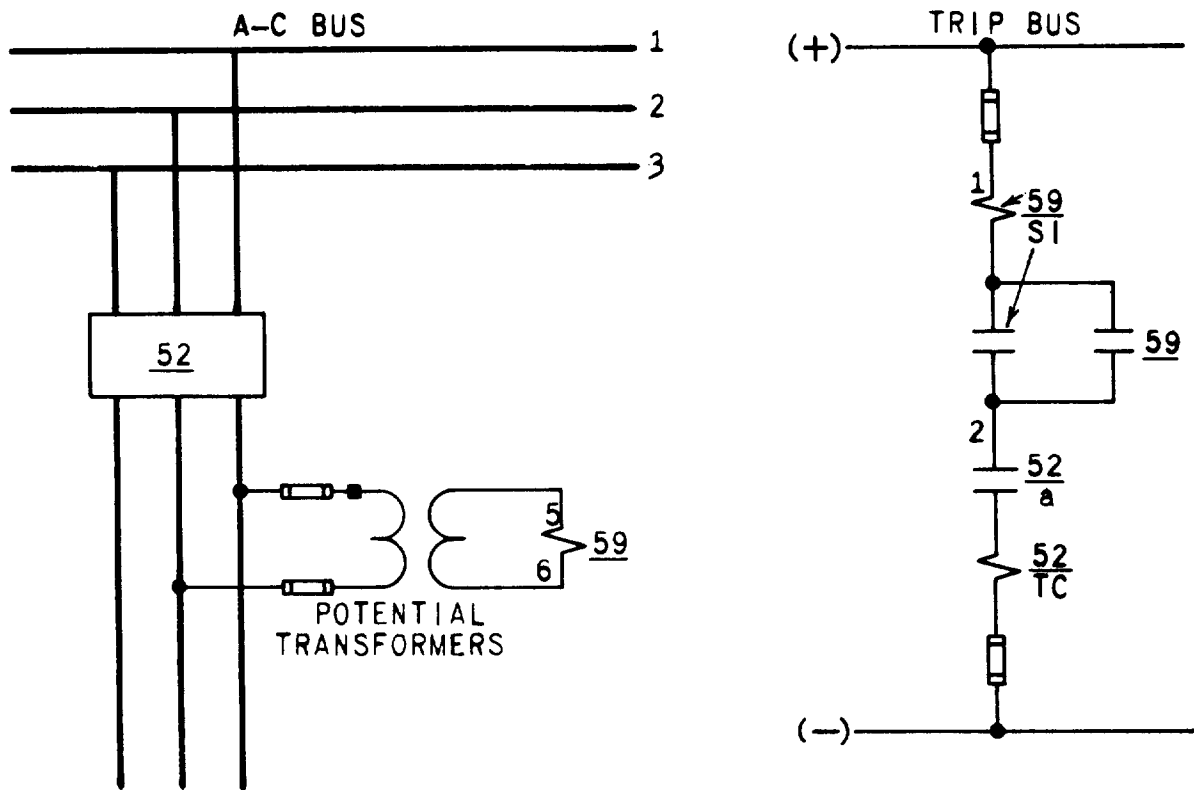 A-C BUS
1
2
3
52
5
6
59
POTENTIAL
TRANSFORMERS
TRIP BUS
(+)
1
59
SI
59
2
52
a
52
TC
(-)